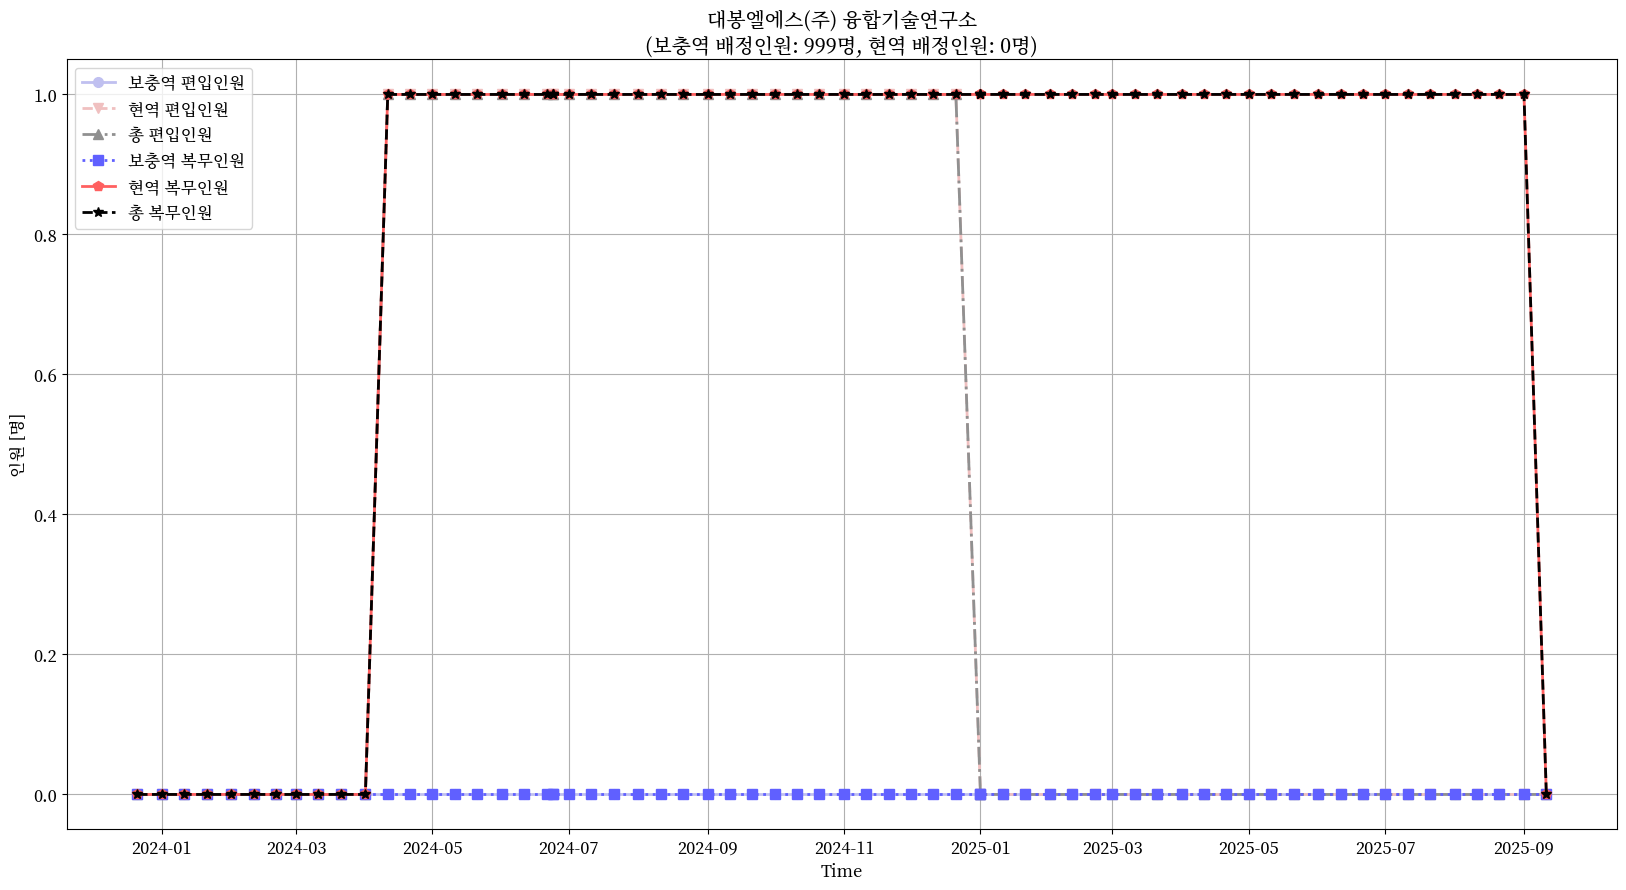 대봉엘에스(주) 융합기술연구소
(보충역 배정인원: 999명, 현역 배정인원: 0명)
보충역 편입인원
현역 편입인원
총 편입인원
보충역 복무인원
현역 복무인원
총 복무인원
인원 [명]
1.0
0.8
0.6
0.4
0.2
0.0
2024-01 2024-03 2024-05 2024-07 2024-09 2024-11 2025-01 2025-03 2025-05 2025-07 2025-09
Time